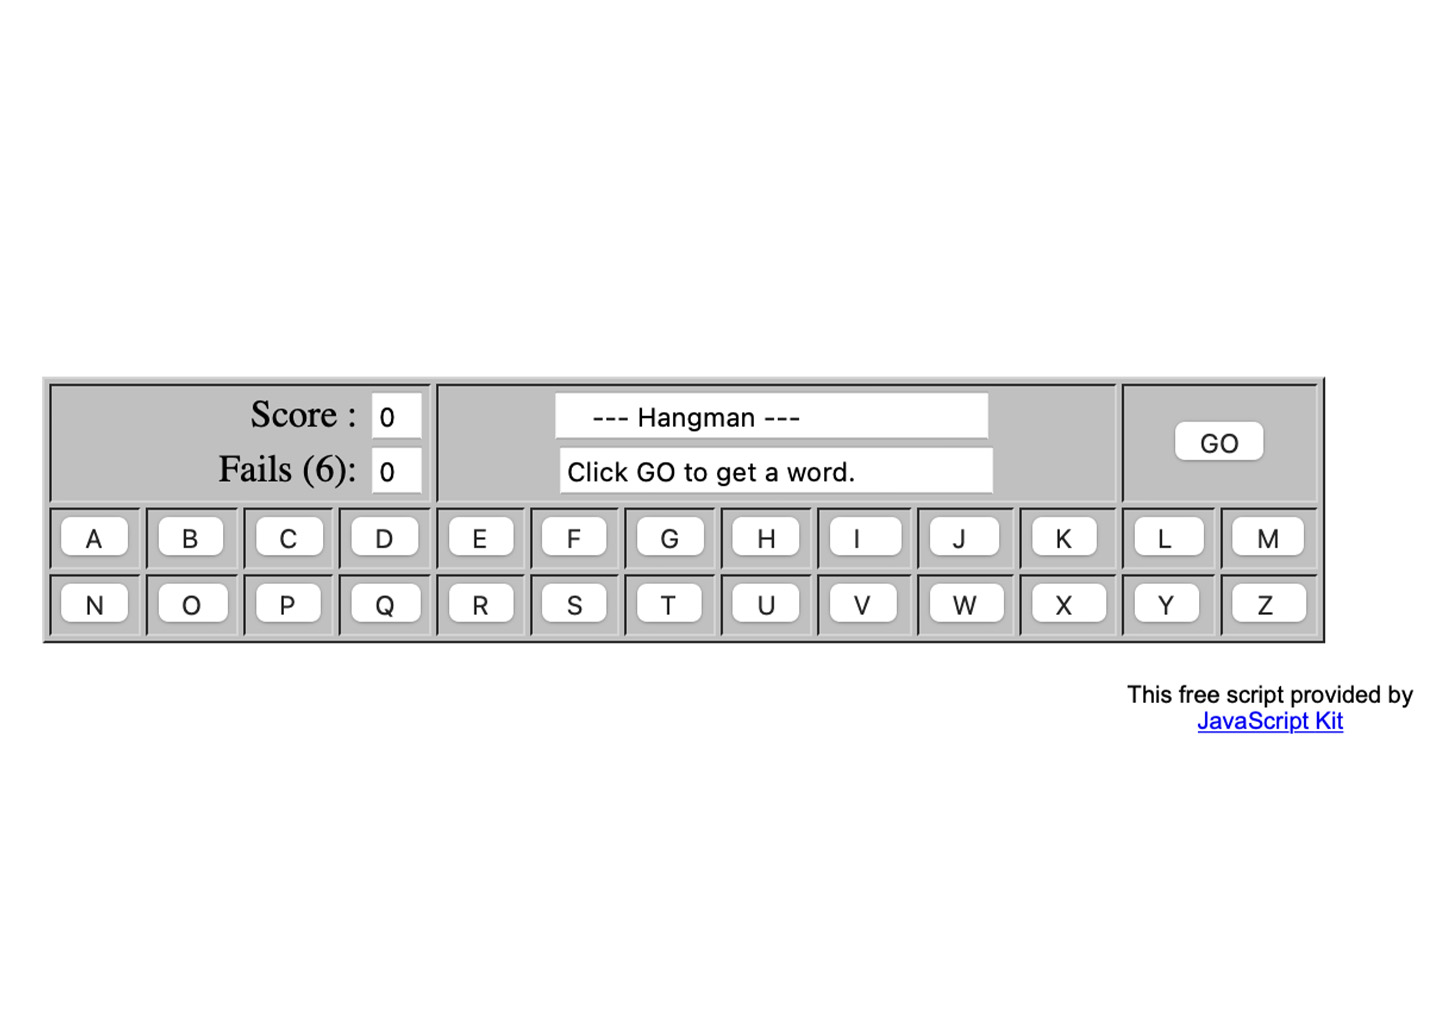 Score : 0
--- Hangman ---
GO
Fails (6): 0
Click GO to get a word.
A B C D E F G H I J K L M
N O P Q R S T U V W X Y Z
This free script provided by
JavaScript Kit